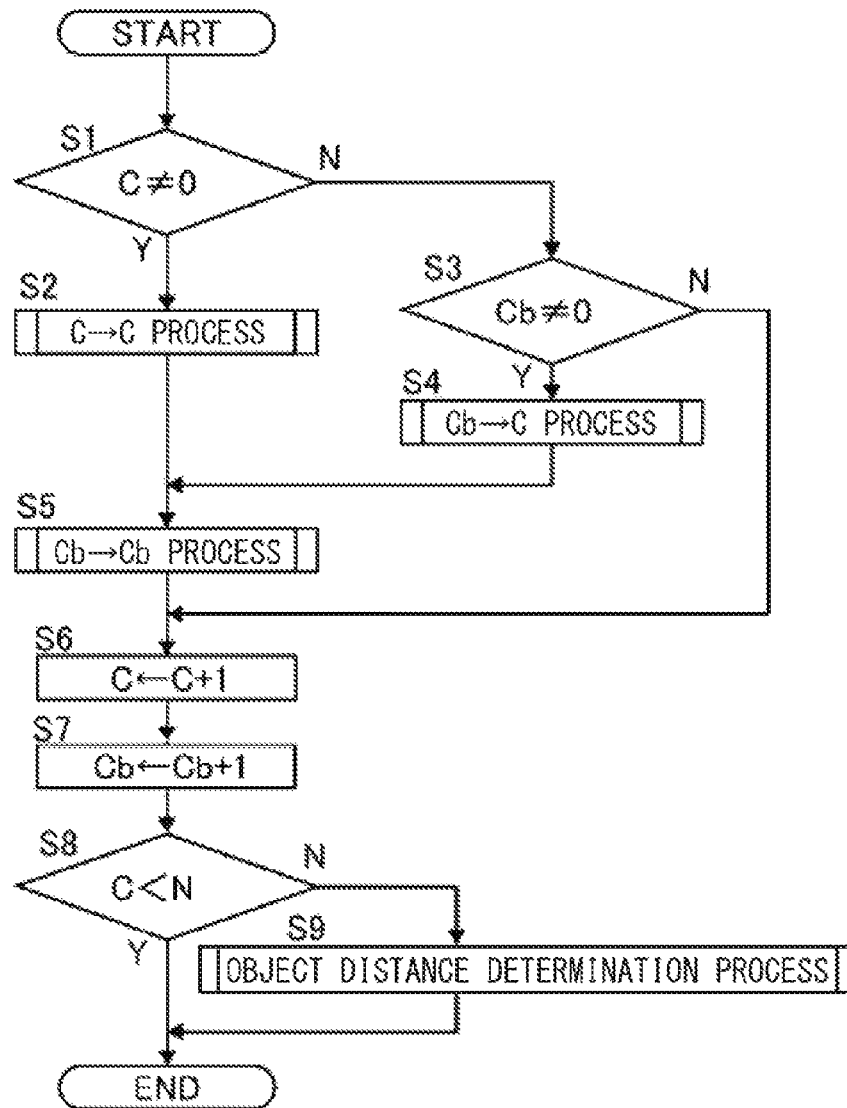 START
S1
C≠0
N
Y
S2
C→C PROCESS
S3
Cb≠0
N
Y
S4
Cb→C PROCESS
S5
Cb→Cb PROCESS
S6
C←C+1
S7
Cb←Cb+1
S8
C<N
N
Y
S9
OBJECT DISTANCE DETERMINATION PROCESS
END